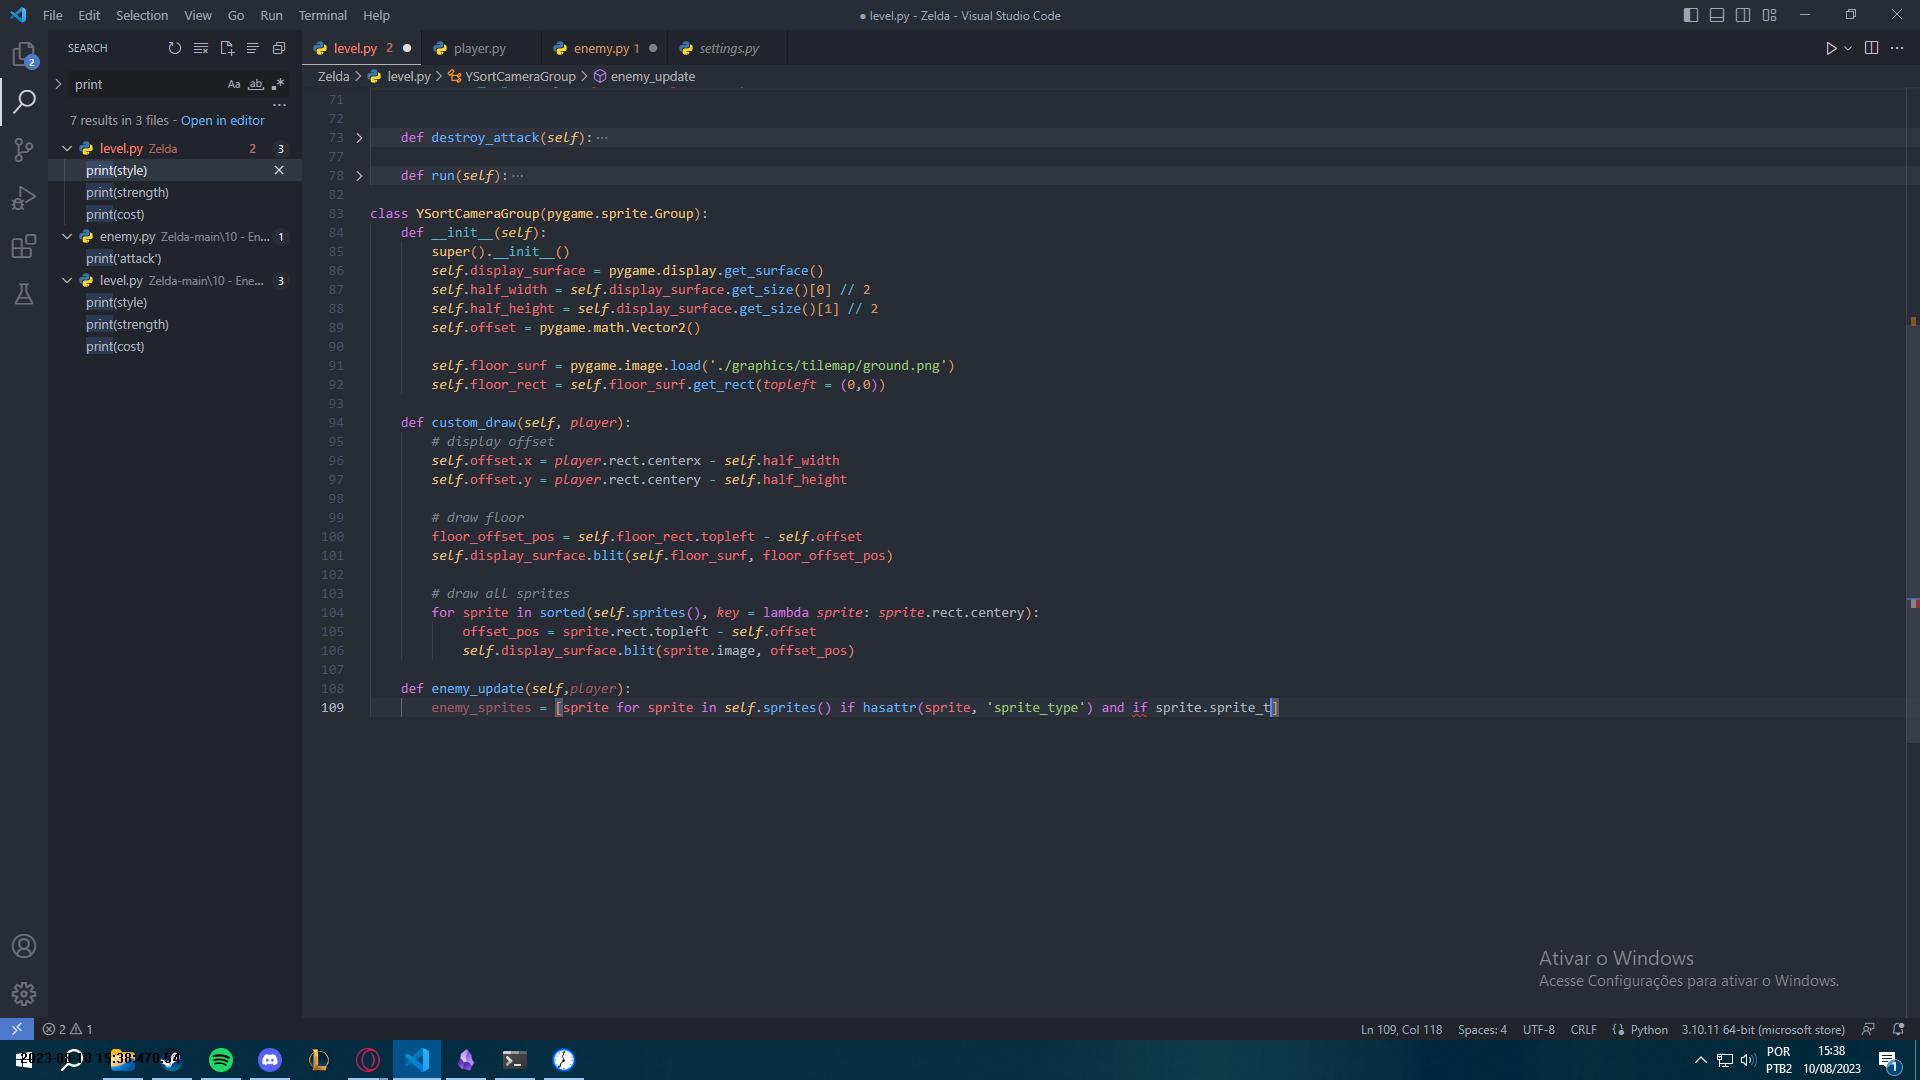 File Edit Selection View Go Run Terminal Help
● level.py - Zelda - Visual Studio Code
SEARCH
level.py 2
player.py
enemy.py 1
settings.py
Zelda > level.py > YSortCameraGroup > enemy_update
print
Aa ab
7 results in 3 files - Open in editor
level.py Zelda 2 3
print(style)
print(strength)
print(cost)
enemy.py Zelda-main\10 - En... 1
print('attack')
level.py Zelda-main\10 - Ene... 3
print(style)
print(strength)
print(cost)
2
71
72
73 def destroy_attack(self): ···
77
78 def run(self): ···
82
83 class YSortCameraGroup(pygame.sprite.Group):
84 def __init__(self):
85 super().__init__()
86 self.display_surface = pygame.display.get_surface()
87 self.half_width = self.display_surface.get_size()[0] // 2
88 self.half_height = self.display_surface.get_size()[1] // 2
89 self.offset = pygame.math.Vector2()
90
91 self.floor_surf = pygame.image.load('./graphics/tilemap/ground.png')
92 self.floor_rect = self.floor_surf.get_rect(topleft = (0,0))
93
94 def custom_draw(self, player):
95 # display offset
96 self.offset.x = player.rect.centerx - self.half_width
97 self.offset.y = player.rect.centery - self.half_height
98
99 # draw floor
100 floor_offset_pos = self.floor_rect.topleft - self.offset
101 self.display_surface.blit(self.floor_surf, floor_offset_pos)
102
103 # draw all sprites
104 for sprite in sorted(self.sprites(), key = lambda sprite: sprite.rect.centery):
105 offset_pos = sprite.rect.topleft - self.offset
106 self.display_surface.blit(sprite.image, offset_pos)
107
108 def enemy_update(self,player):
109 enemy_sprites = [sprite for sprite in self.sprites() if hasattr(sprite, 'sprite_type') and if sprite.sprite_t]
Ativar o Windows
Acesse Configurações para ativar o Windows.
2 1
Ln 109, Col 118 Spaces: 4 UTF-8 CRLF Python 3.10.11 64-bit (microsoft store)
POR
PTB2
15:38
10/08/2023
1